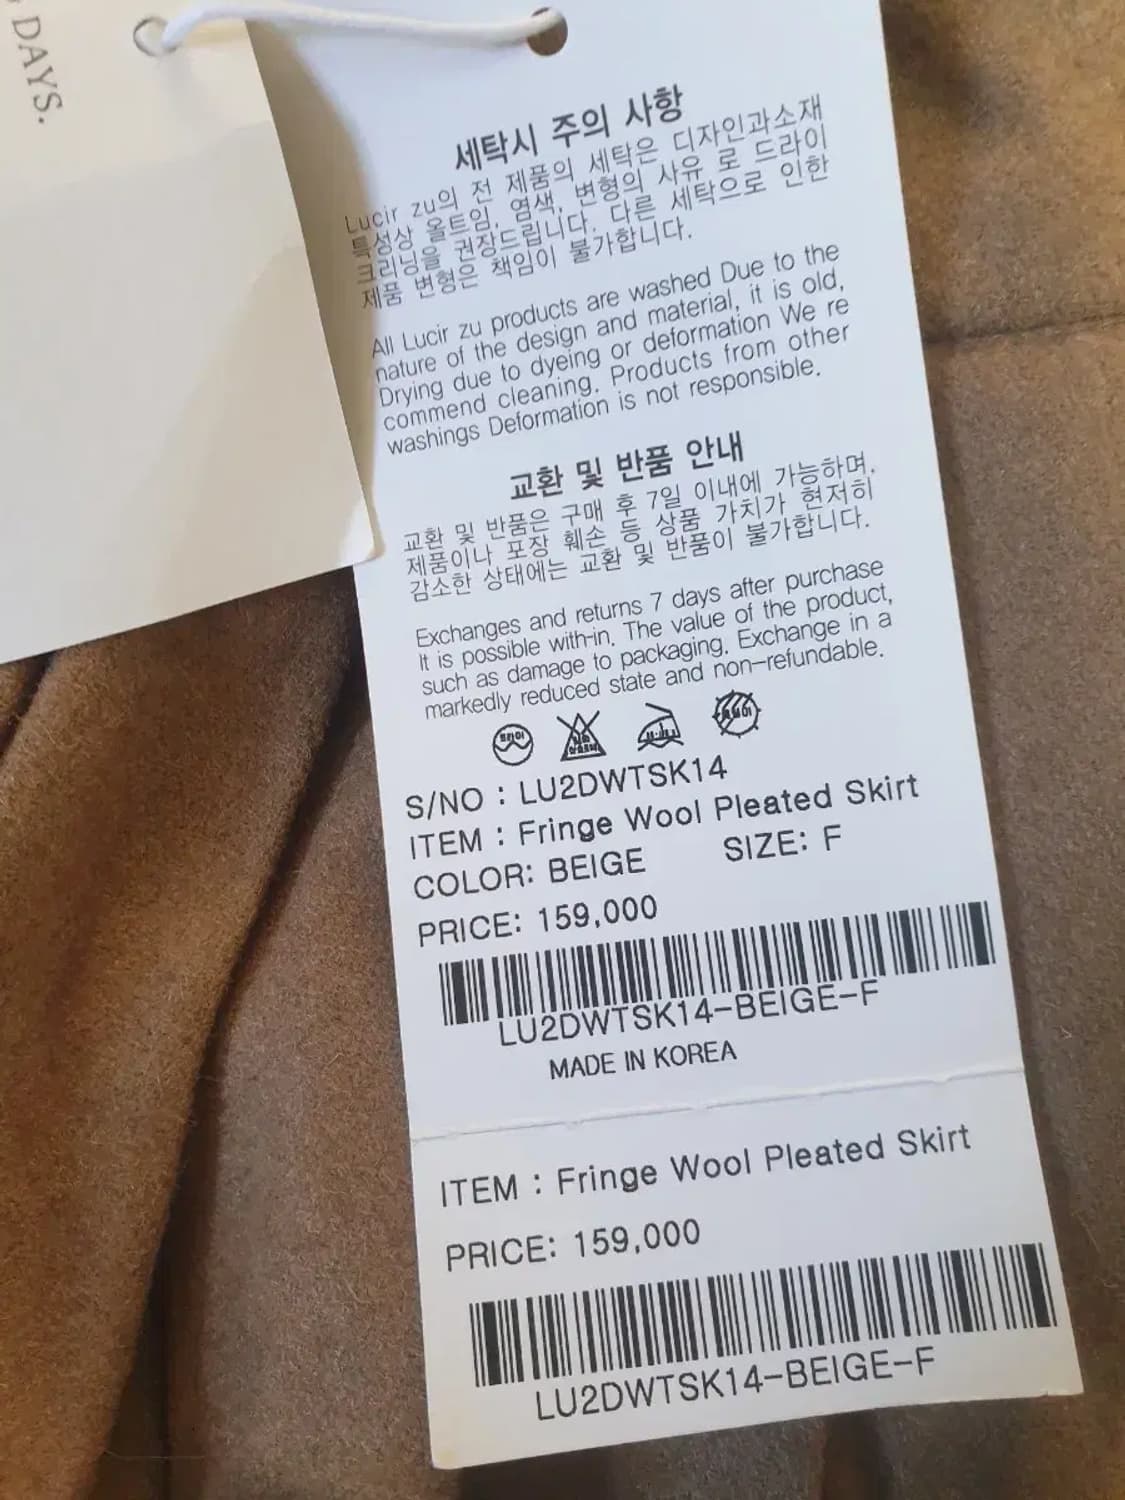 DAYS.
세탁시 주의 사항
Lucir zu의 전 제품의 세탁은 디자인과소재
특성상 올트임, 염색, 변형의 사유 로 드라이
크리닝을 권장드립니다. 다른 세탁으로 인한
제품 변형은 책임이 불가합니다.
All Lucir zu products are washed Due to the
nature of the design and material, it is old,
Drying due to dyeing or deformation We re
commend cleaning. Products from other
washings Deformation is not responsible.
교환 및 반품 안내
교환 및 반품은 구매 후 7일 이내에 가능하며,
제품이나 포장 훼손 등 상품 가치가 현저히
감소한 상태에는 교환 및 반품이 불가합니다.
Exchanges and returns 7 days after purchase
It is possible with-in. The value of the product,
such as damage to packaging. Exchange in a
markedly reduced state and non-refundable.
드라이
S/NO : LU2DWTSK14
ITEM : Fringe Wool Pleated Skirt
COLOR: BEIGE SIZE: F
PRICE: 159,000
LU2DWTSK14-BEIGE-F
MADE IN KOREA
ITEM : Fringe Wool Pleated Skirt
PRICE: 159,000
LU2DWTSK14-BEIGE-F